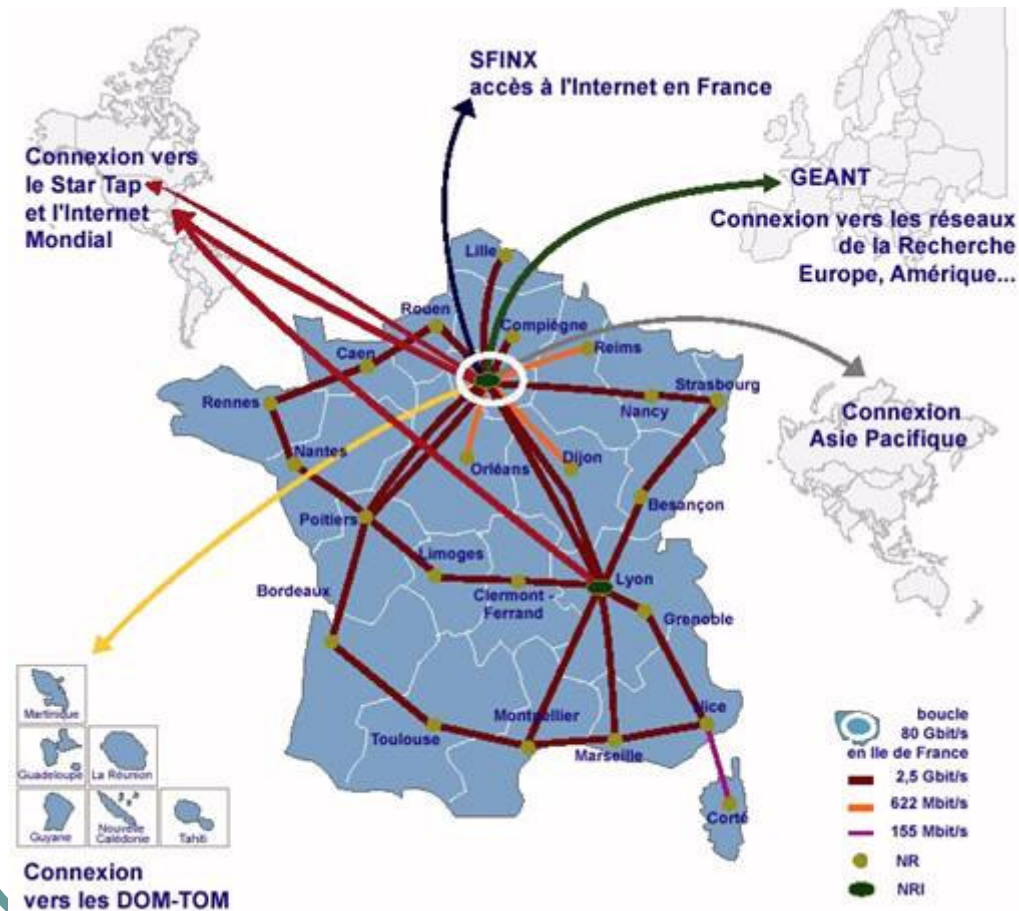 SFINX
accès à l'Internet en France
Connexion vers
le Star Tap
et l'Internet
Mondial
GEANT
Connexion vers les réseaux
de la Recherche
Europe, Amérique...
Lille
Rouen
Compiégne
Reims
Caen
Strasbourg
Rennes
Nancy
Connexion
Asie Pacifique
Nantes
Orléans
Dijon
Besançon
Poitiers
Limoges
Lyon
Bordeaux
Clermont -
Ferrand
Grenoble
Martinique
Montpellier
Nice
Toulouse
Marseille
boucle
80 Gbit/s
en Ile de France
Guadeloupe
La Réunion
2,5 Gbit/s
622 Mbit/s
Corté
155 Mbit/s
Guyane
Nouvelle
Calédonie
Tahiti
NR
NRI
Connexion
vers les DOM-TOM